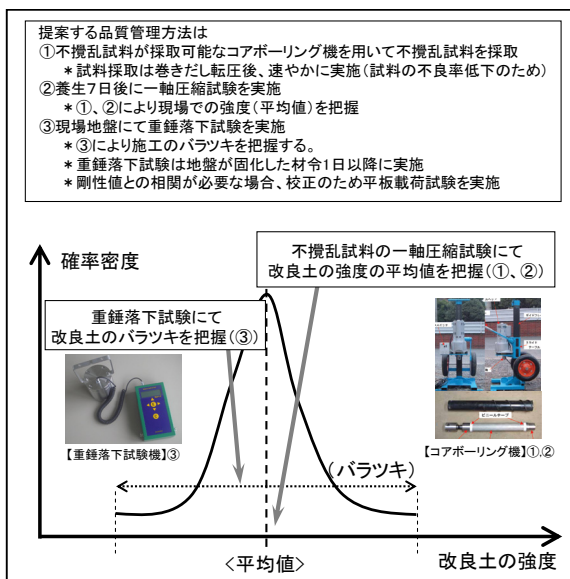 提案する品質管理方法は
①不攪乱試料が採取可能なコアボーリング機を用いて不攪乱試料を採取
＊試料採取は巻きだし転圧後、速やかに実施(試料の不良率低下のため)
②養生７日後に一軸圧縮試験を実施
＊①、②により現場での強度(平均値)を把握
③現場地盤にて重錘落下試験を実施
＊③により施工のバラツキを把握する。
＊重錘落下試験は地盤が固化した材令1日以降に実施
＊剛性値との相関が必要な場合、校正のため平板載荷試験を実施
確率密度
不攪乱試料の一軸圧縮試験にて
改良土の強度の平均値を把握(①、②)
重錘落下試験にて
改良土のバラツキを把握(③)
ビニールテープ
【重錘落下試験機】③
【コアボーリング機】①,②
(バラツキ)
<平均値>
改良土の強度